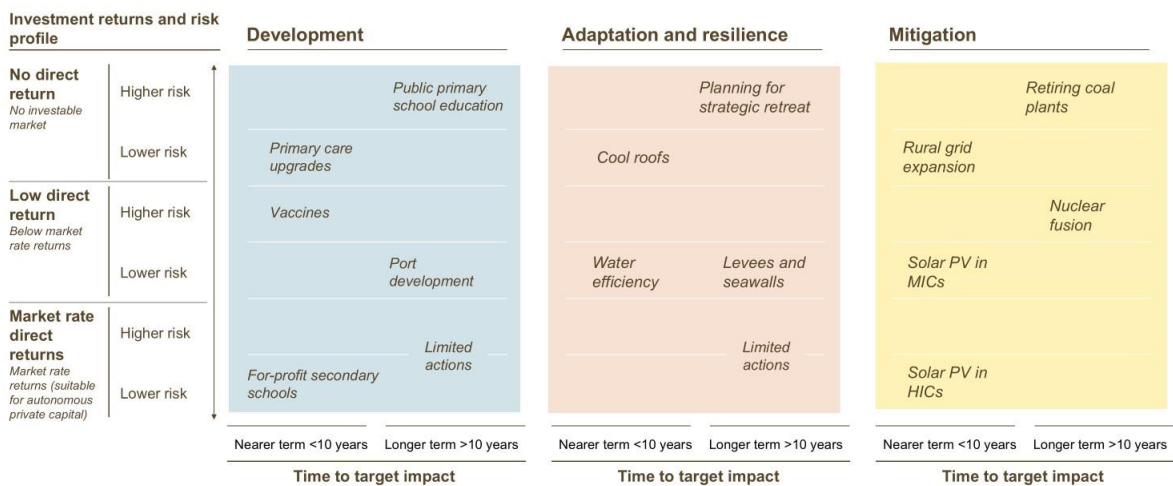 Investment returns and risk
profile
Development
Adaptation and resilience
Mitigation
No direct
return
No investable
market
Higher risk
Public primary
school education
Planning for
strategic retreat
Retiring coal
plants
Lower risk
Primary care
upgrades
Cool roofs
Rural grid
expansion
Low direct
return
Below market
rate returns
Higher risk
Vaccines
Nuclear
fusion
Lower risk
Port
development
Water
efficiency
Levees and
seawalls
Solar PV in
MICs
Market rate
direct
returns
Market rate
returns (suitable
for autonomous
private capital)
Higher risk
Limited
actions
Limited
actions
Lower risk
For-profit secondary
schools
Solar PV in
HICs
Nearer term <10 years
Longer term >10 years
Nearer term <10 years
Longer term >10 years
Nearer term <10 years
Longer term >10 years
Time to target impact
Time to target impact
Time to target impact